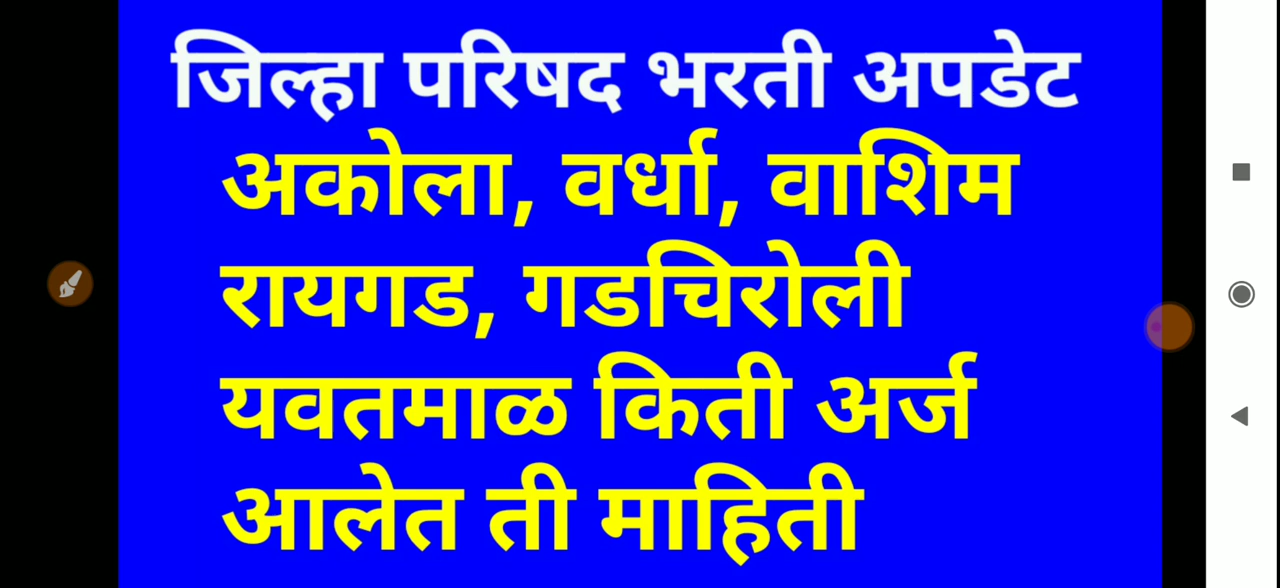 जिल्हा परिषद भरती अपडेट
अकोला, वर्धा, वाशिम
रायगड, गडचिरोली
यवतमाळ किती अर्ज
आलेत ती माहिती